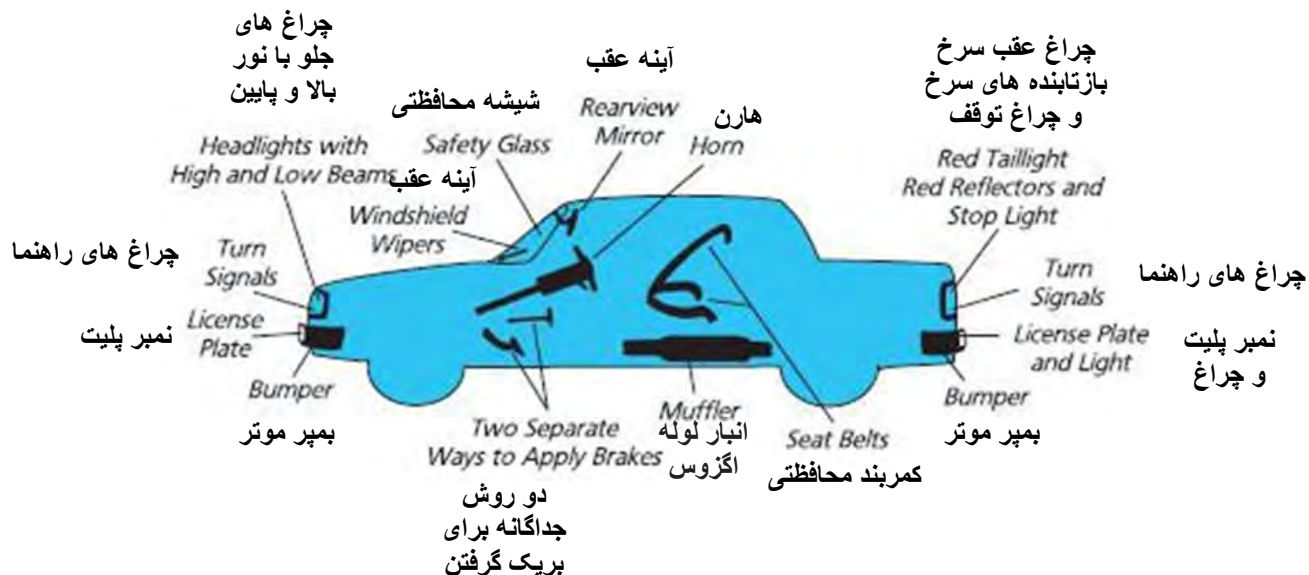 چراغ های
جلو با نور
بالا و پایین
Headlights with
High and Low Beams
شیشه محافظتی
Safety Glass
آینه عقب
Rearview
Mirror
هارن
Horn
چراغ عقب سرخ
بازتابنده های سرخ
و چراغ توقف
Red Taillight
Red Reflectors and
Stop Light
آینه عقب
Windshield
Wipers
چراغ های راهنما
Turn
Signals
نمبر پلیت
License
Plate
Bumper
بمپر موتر
Two Separate
Ways to Apply Brakes
دو روش
جداگانه برای
بریک گرفتن
Muffler
انبار لوله
اگزوس
Seat Belts
کمربند محافظتی
Turn
Signals
چراغ های راهنما
License Plate
and Light
نمبر پلیت
و چراغ
Bumper
بمپر موتر